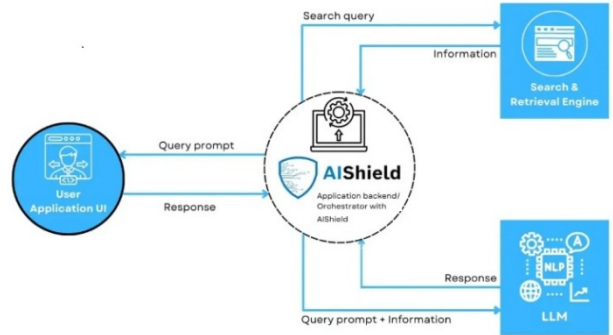 Search query
Information
Search &
Retrieval Engine
Query prompt
User
Application UI
Response
AIShield
Application backend/
Orchestrator with
AIShield
Response
NLP
A
LLM
Query prompt + Information